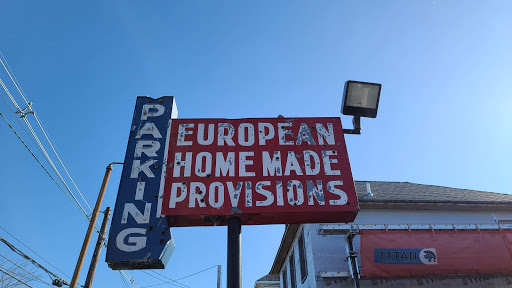 PARKING
EUROPEAN
HOME MADE
PROVISIONS
TITAN